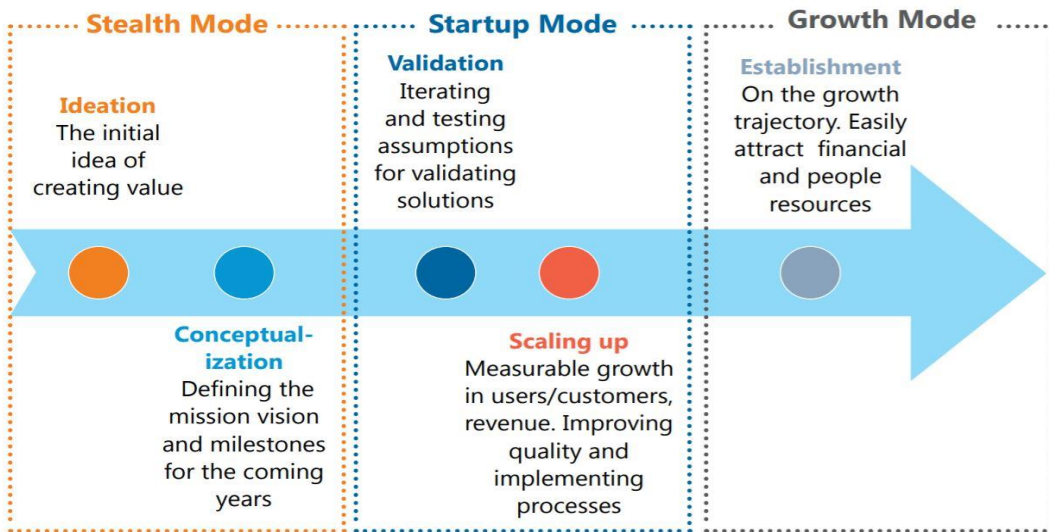 Stealth Mode
Ideation
The initial
idea of
creating value
Conceptual-
ization
Defining the
mission vision
and milestones
for the coming
years
Startup Mode
Validation
Iterating
and testing
assumptions
for validating
solutions
Scaling up
Measurable growth
in users/customers,
revenue. Improving
quality and
implementing
processes
Growth Mode
Establishment
On the growth
trajectory. Easily
attract financial
and people
resources